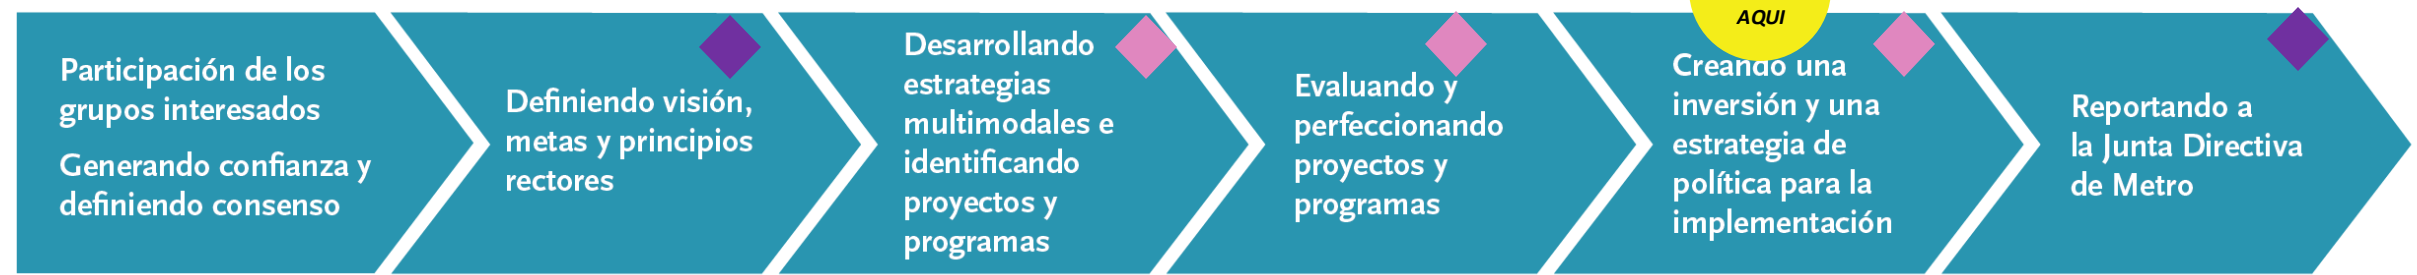 Participación de los
grupos interesados
Generando confianza y
definiendo consenso
Definiendo visión,
metas y principios
rectores
Desarrollando
estrategias
multimodales e
identificando
proyectos y
programas
Evaluando y
perfeccionando
proyectos y
programas
AQUI
Creando una
inversión y una
estrategia de
política para la
implementación
Reportando a
la Junta Directiva
de Metro